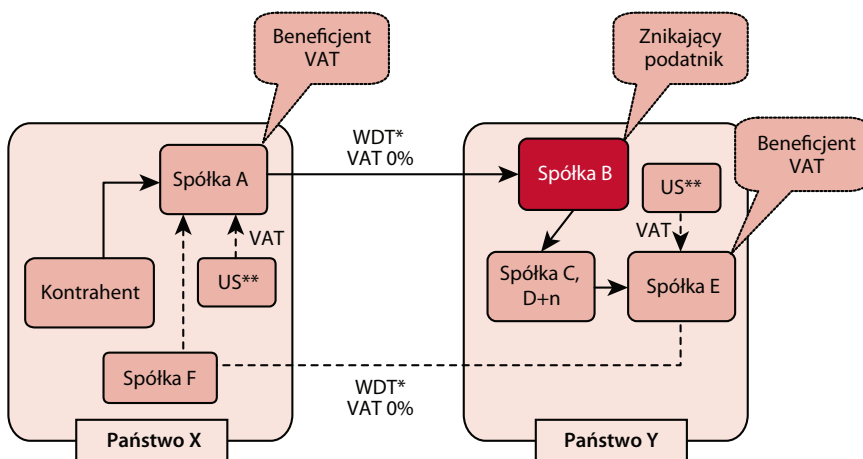 Beneficjent
VAT
Znikający
podatnik
WDT*
VAT 0%
Beneficjent
VAT
Spółka A
Spółka B
US**
VAT
VAT
Kontrahent
US**
Spółka C,
D+n
Spółka E
Spółka F
WDT*
VAT 0%
Państwo X
Państwo Y